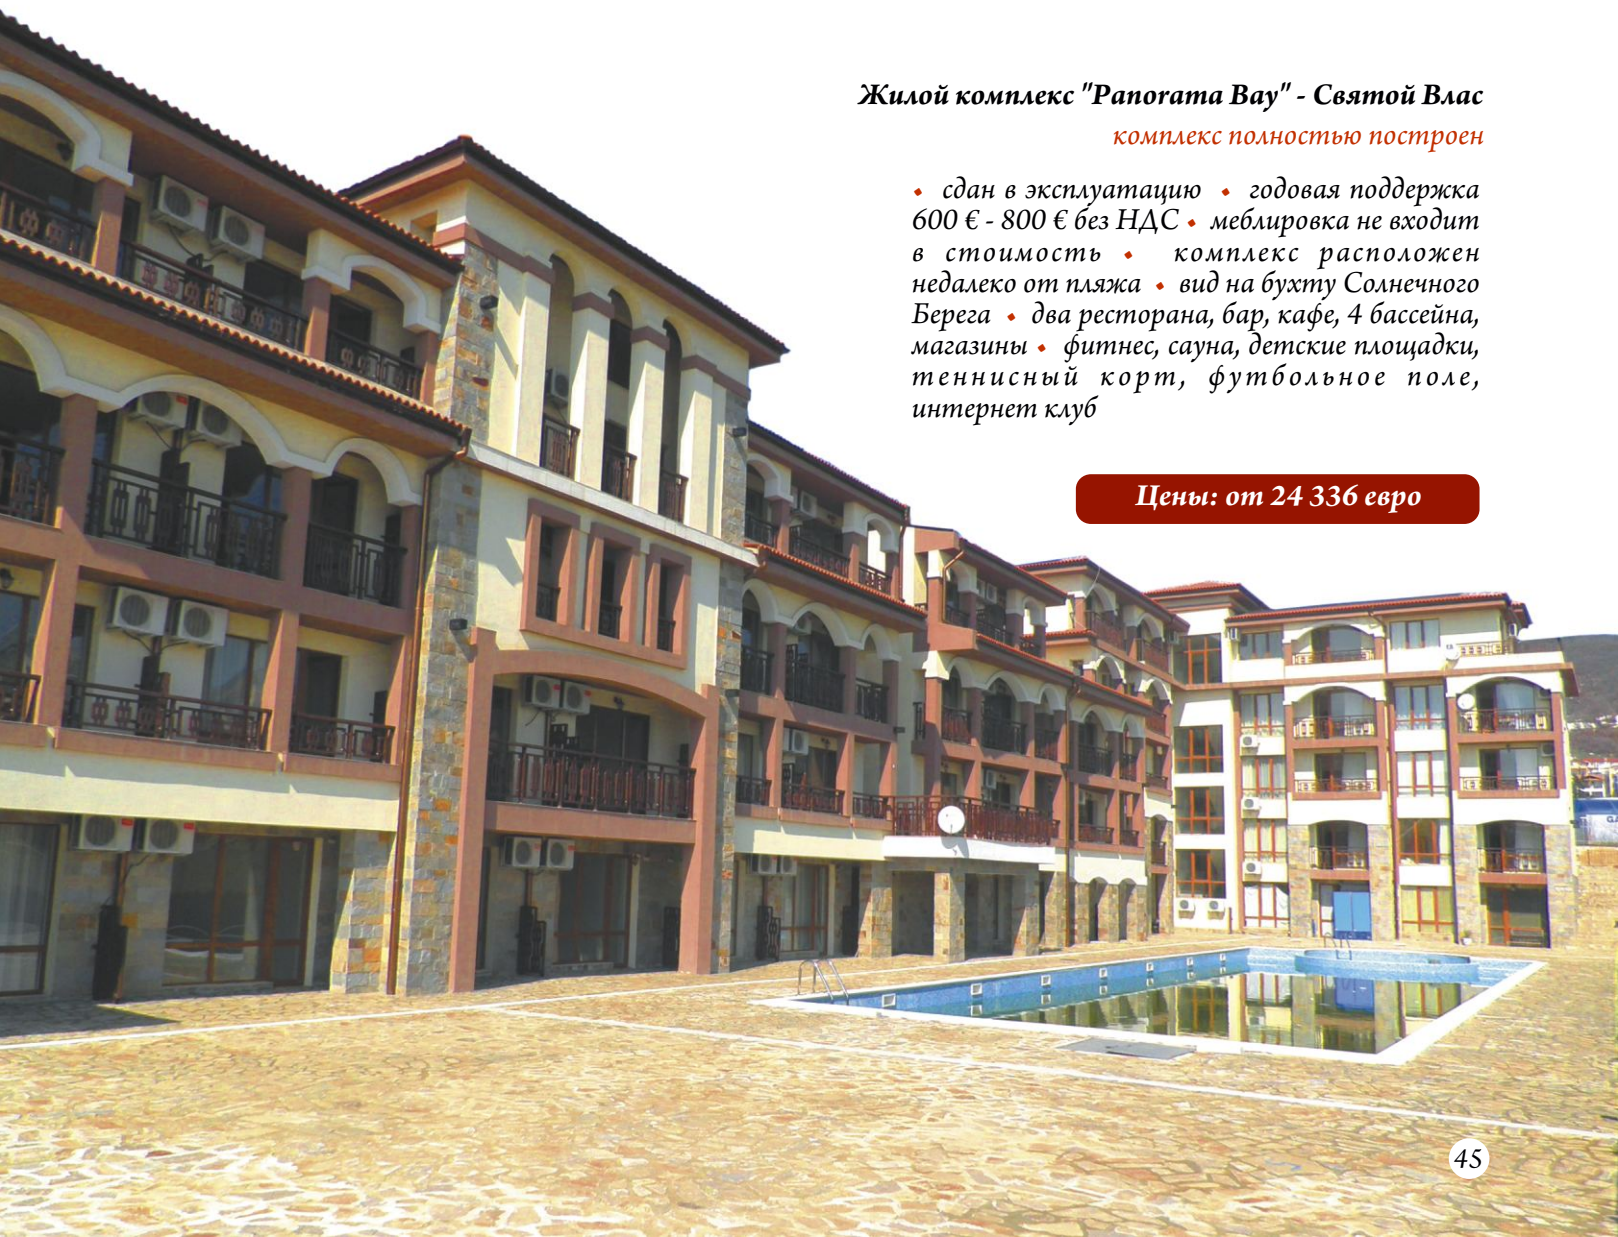 Жилой комплекс "Panorama Bay" - Святой Влас
комплекс полностью построен
• сдан в эксплуатацию • годовая поддержка
600 € - 800 € без НДС • меблировка не входит
в стоимость • комплекс расположен
недалеко от пляжа • вид на бухту Солнечного
Берега • два ресторана, бар, кафе, 4 бассейна,
магазины • фитнес, сауна, детские площадки,
теннисный корт, футбольное поле,
интернет клуб
Цены: от 24 336 евро
45